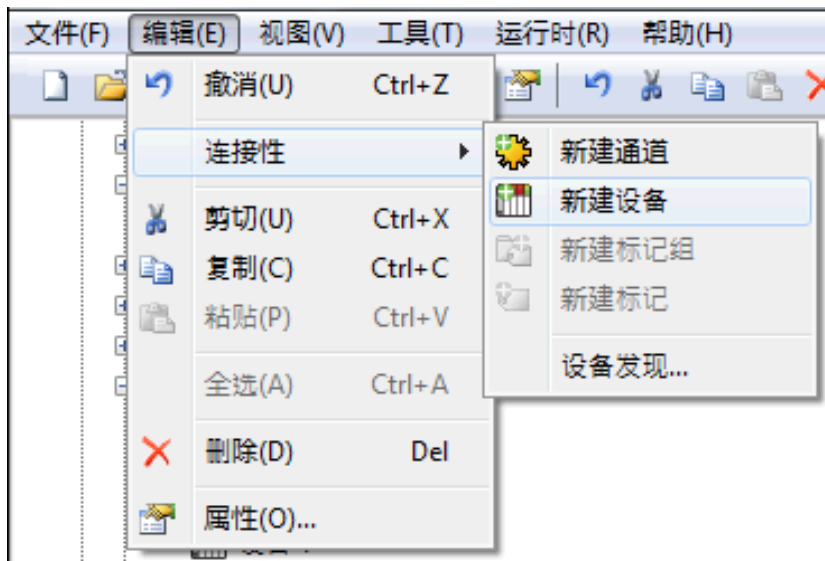 文件(F) 编辑(E) 视图(V) 工具(T) 运行时(R) 帮助(H)
撤消(U) Ctrl+Z
连接性
新建通道
新建设备
新建标记组
新建标记
设备发现...
剪切(U) Ctrl+X
复制(C) Ctrl+C
粘贴(P) Ctrl+V
全选(A) Ctrl+A
删除(D) Del
属性(O)...